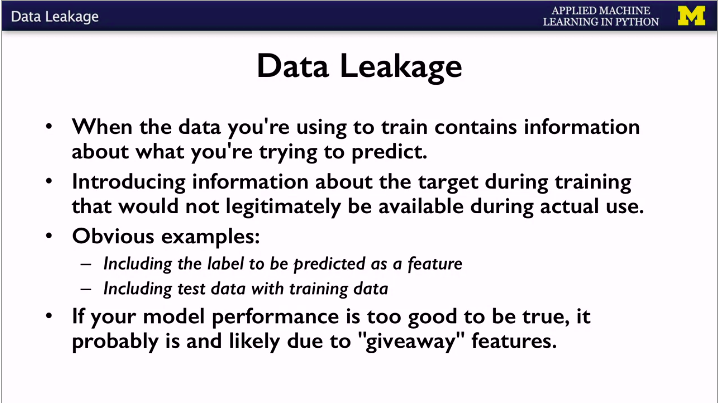 Data Leakage
APPLIED MACHINE
LEARNING IN PYTHON
M
Data Leakage
• When the data you're using to train contains information
about what you're trying to predict.
• Introducing information about the target during training
that would not legitimately be available during actual use.
• Obvious examples:
– Including the label to be predicted as a feature
– Including test data with training data
• If your model performance is too good to be true, it
probably is and likely due to "giveaway" features.